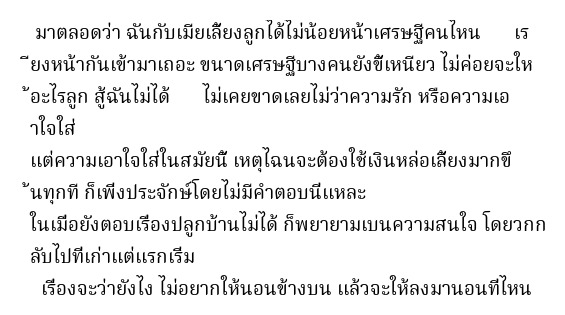 มาตลอดว่า ฉันกับเมียเลี้ยงลูกได้ไม่น้อยหน้าเศรษฐีคนไหน เร
ียงหน้ากันเข้ามาเถอะ ขนาดเศรษฐีบางคนยังขี้เหนียว ไม่ค่อยจะให
้อะไรลูก สู้ฉันไม่ได้ ไม่เคยขาดเลยไม่ว่าความรัก หรือความเอ
าใจใส่
แต่ความเอาใจใส่ในสมัยนี้ เหตุไฉนจะต้องใช้เงินหล่อเลี้ยงมากขึ
้นทุกที ก็เพิ่งประจักษ์โดยไม่มีคำตอบนี่แหละ
ในเมื่อยังตอบเรื่องปลูกบ้านไม่ได้ ก็พยายามเบนความสนใจ โดยวกก
ลับไปที่เก่าแต่แรกเริ่ม
เรื่องจะว่ายังไง ไม่อยากให้นอนข้างบน แล้วจะให้ลงมานอนที่ไหน